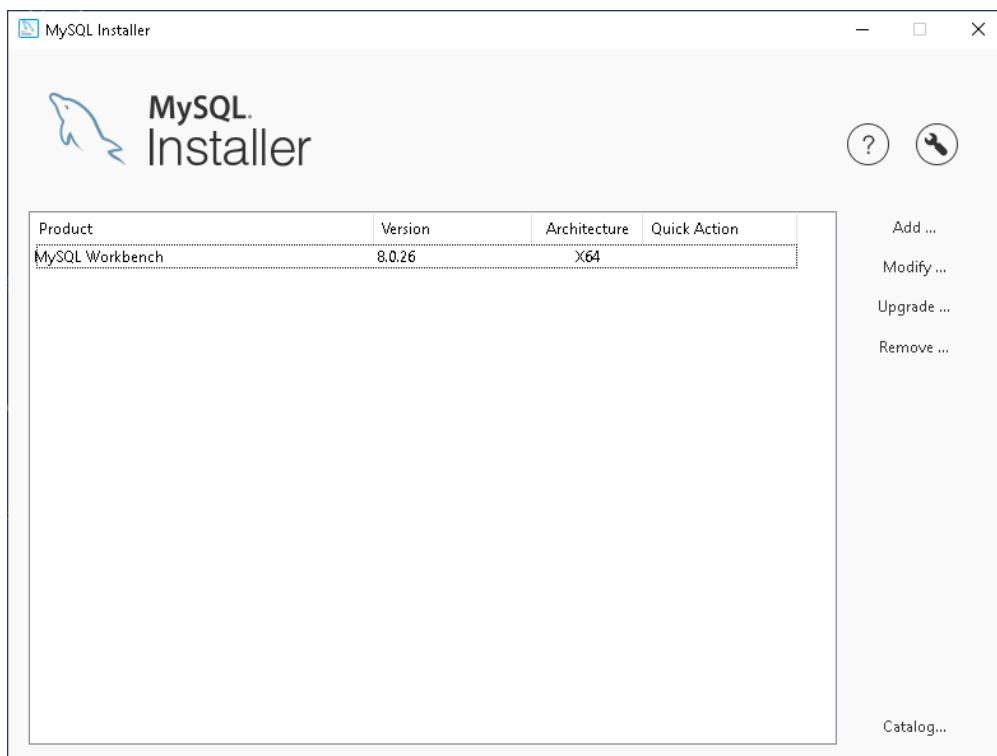 MySQL Installer
MySQL.
Installer
?
Product Version Architecture Quick Action
MySQL Workbench 8.0.26 X64
Add ...
Modify ...
Upgrade ...
Remove ...
Catalog...